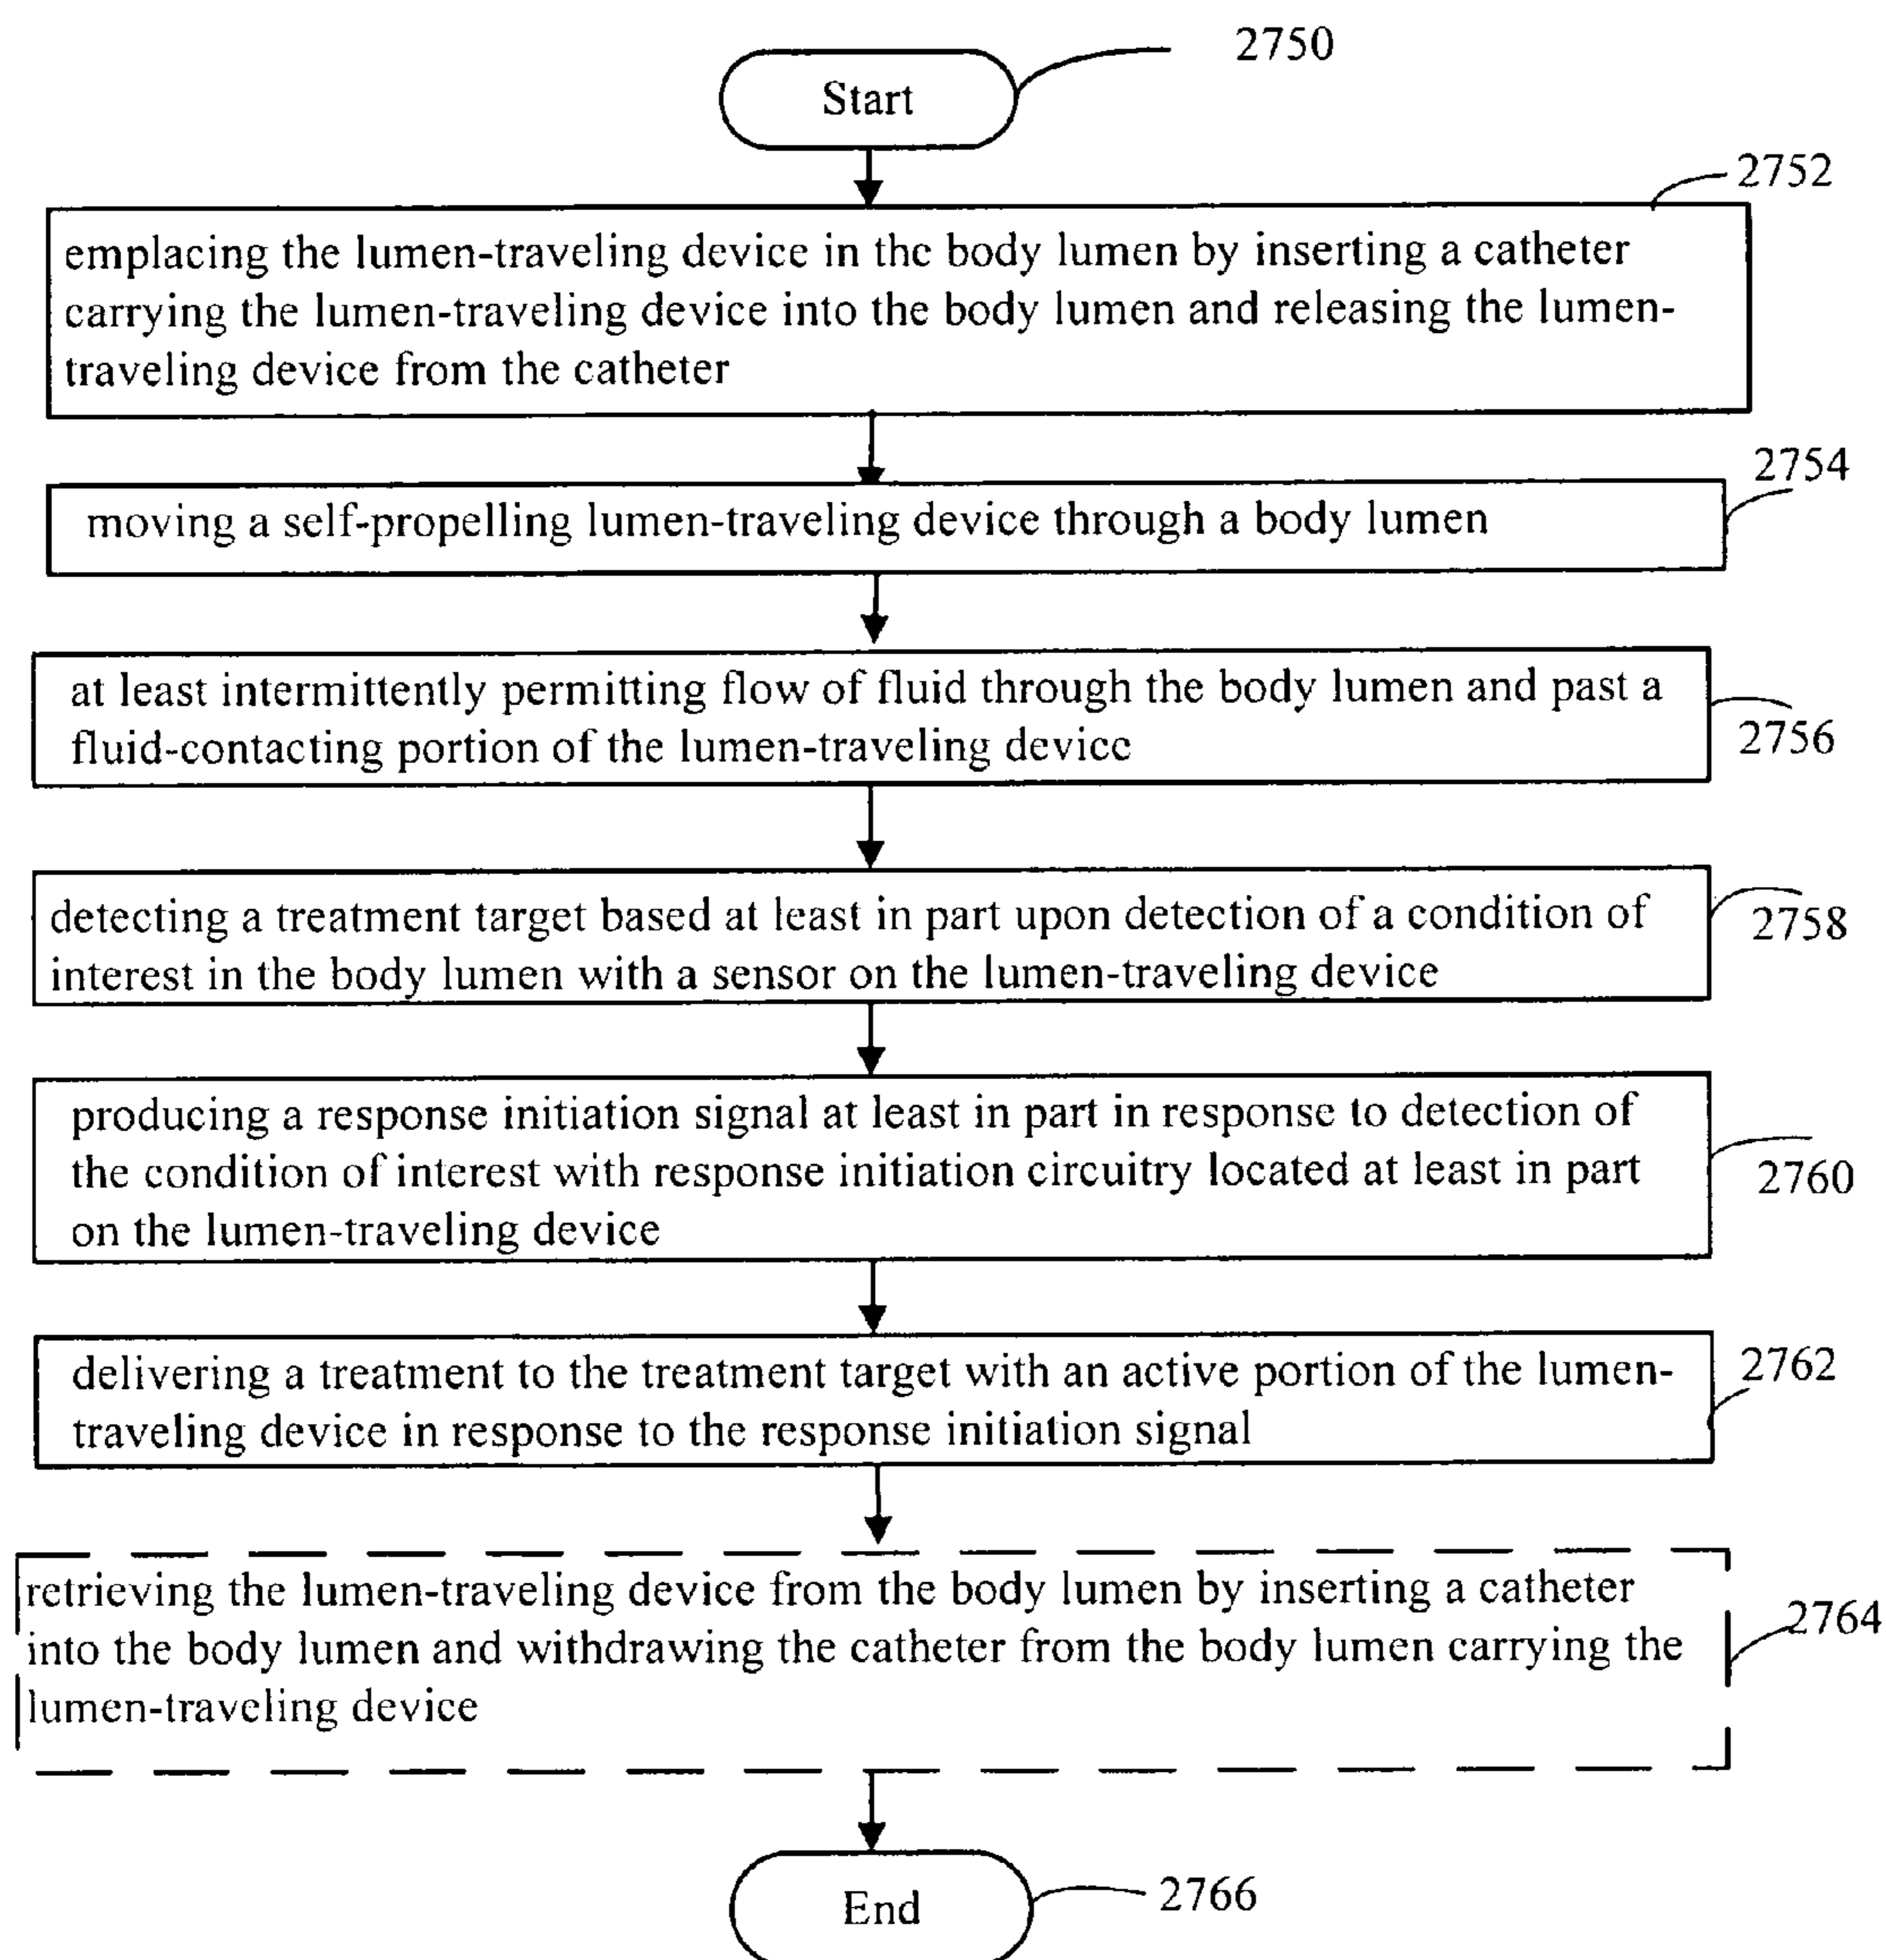 2750
Start
2752
emplacing the lumen-traveling device in the body lumen by inserting a catheter
carrying the lumen-traveling device into the body lumen and releasing the lumen-
traveling device from the catheter
2754
moving a self-propelling lumen-traveling device through a body lumen
at least intermittently permitting flow of fluid through the body lumen and past a
fluid-contacting portion of the lumen-traveling device
2756
detecting a treatment target based at least in part upon detection of a condition of
interest in the body lumen with a sensor on the lumen-traveling device
2758
producing a response initiation signal at least in part in response to detection of
the condition of interest with response initiation circuitry located at least in part
on the lumen-traveling device
2760
delivering a treatment to the treatment target with an active portion of the lumen-
traveling device in response to the response initiation signal
2762
retrieving the lumen-traveling device from the body lumen by inserting a catheter
into the body lumen and withdrawing the catheter from the body lumen carrying the
lumen-traveling device
2764
End
2766